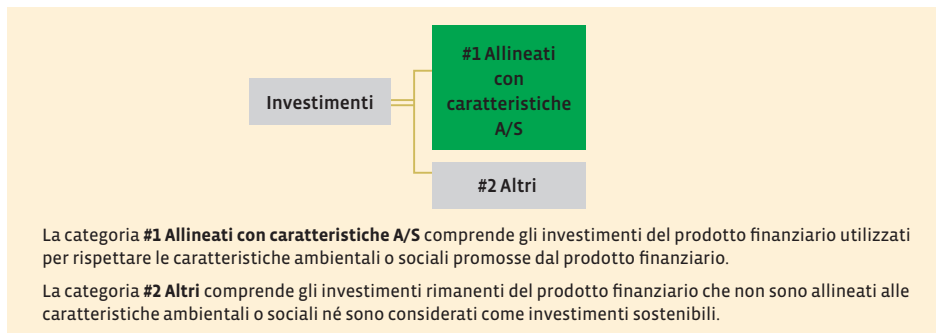 #1 Allineati
con
caratteristiche
A/S
Investimenti
#2 Altri
La categoria #1 Allineati con caratteristiche A/S comprende gli investimenti del prodotto finanziario utilizzati
per rispettare le caratteristiche ambientali o sociali promosse dal prodotto finanziario.
La categoria #2 Altri comprende gli investimenti rimanenti del prodotto finanziario che non sono allineati alle
caratteristiche ambientali o sociali né sono considerati come investimenti sostenibili.